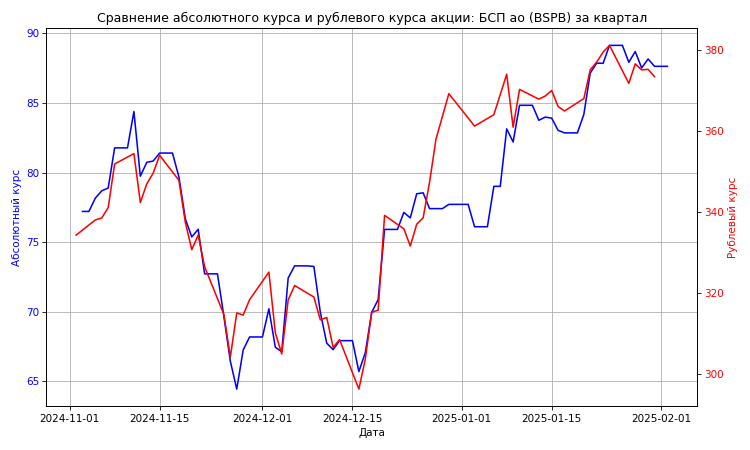 Сравнение абсолютного курса и рублевого курса акции: БСП ао (BSPB) за квартал
90
85
80
75
70
65
Абсолютный курс
380
360
340
320
300
Рублевый курс
2024-11-01 2024-11-15 2024-12-01 2024-12-15 2025-01-01 2025-01-15 2025-02-01
Дата